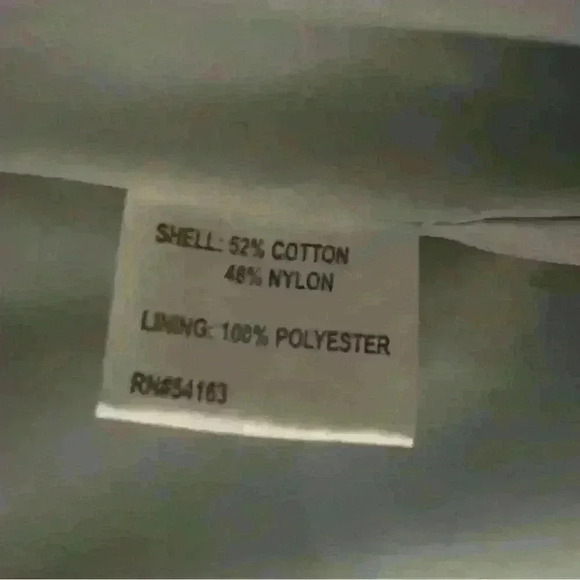 SHELL: 52% COTTON
48% NYLON
LINING: 100% POLYESTER
RN#54163